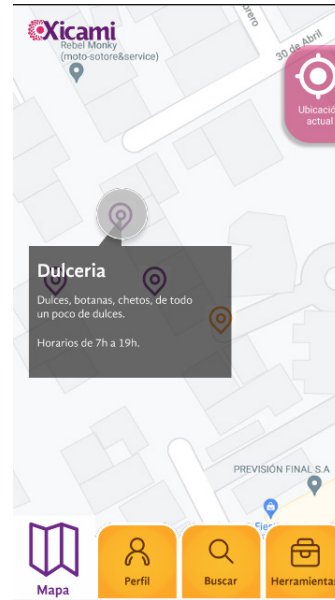 Xicami
Rebel Monky
(moto-sotore&service)
30 de Abril
Ubicació
actual
Dulceria
Dulces, botanas, chetos, de todo
un poco de dulces.
Horarios de 7h a 19h.
PREVISIÓN FINAL S.A
Mapa
Perfil
Buscar
Herramientas